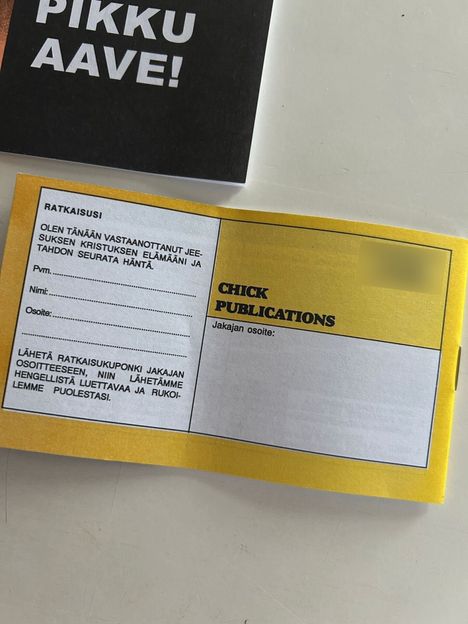 PIKKU
AAVE!
RATKAISUSI
OLEN TÄNÄÄN VASTAANOTTANUT JEE-
SUKSEN KRISTUKSEN ELÄMÄÄNI JA
TAHDON SEURATA HÄNTÄ.
Pvm.
Nimi:
Osoite:
LÄHETÄ RATKAISUKUPONKI JAKAJAN
OSOITTEESEEN, NIIN LÄHETÄMME
HENGELLISTÄ LUETTAVAA JA RUKOI-
LEMME PUOLESTASI.
CHICK
PUBLICATIONS
Jakajan osoite: